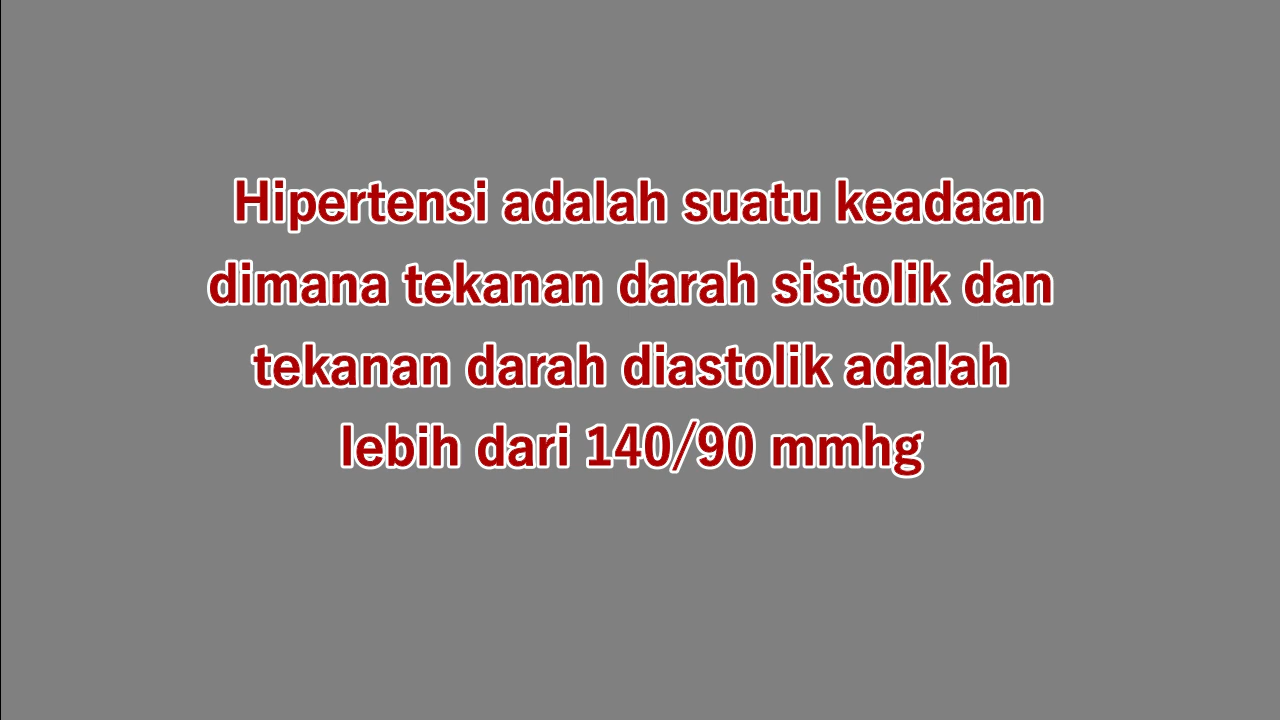 Hipertensi adalah suatu keadaan
dimana tekanan darah sistolik dan
tekanan darah diastolik adalah
lebih dari 140/90 mmhg